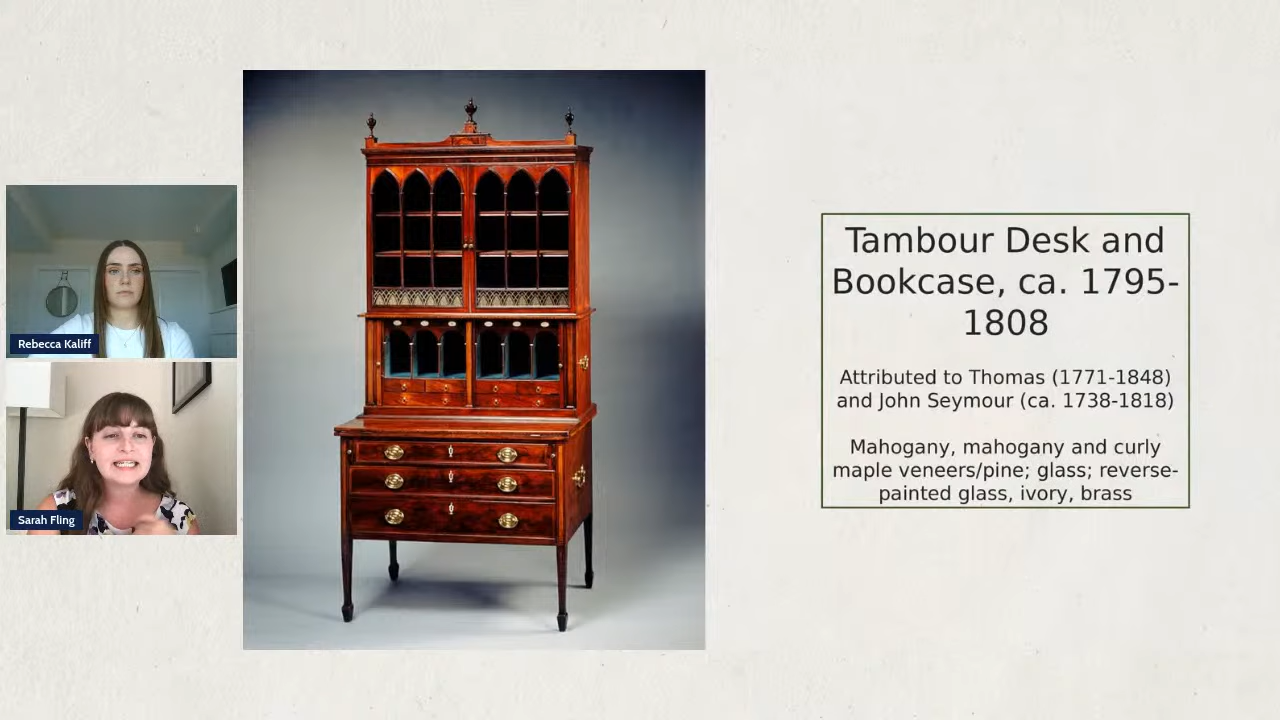 Rebecca Kaliff
Sarah Fling
Tambour Desk and
Bookcase, ca. 1795-
1808
Attributed to Thomas (1771-1848)
and John Seymour (ca. 1738-1818)
Mahogany, mahogany and curly
maple veneers/pine; glass; reverse-
painted glass, ivory, brass